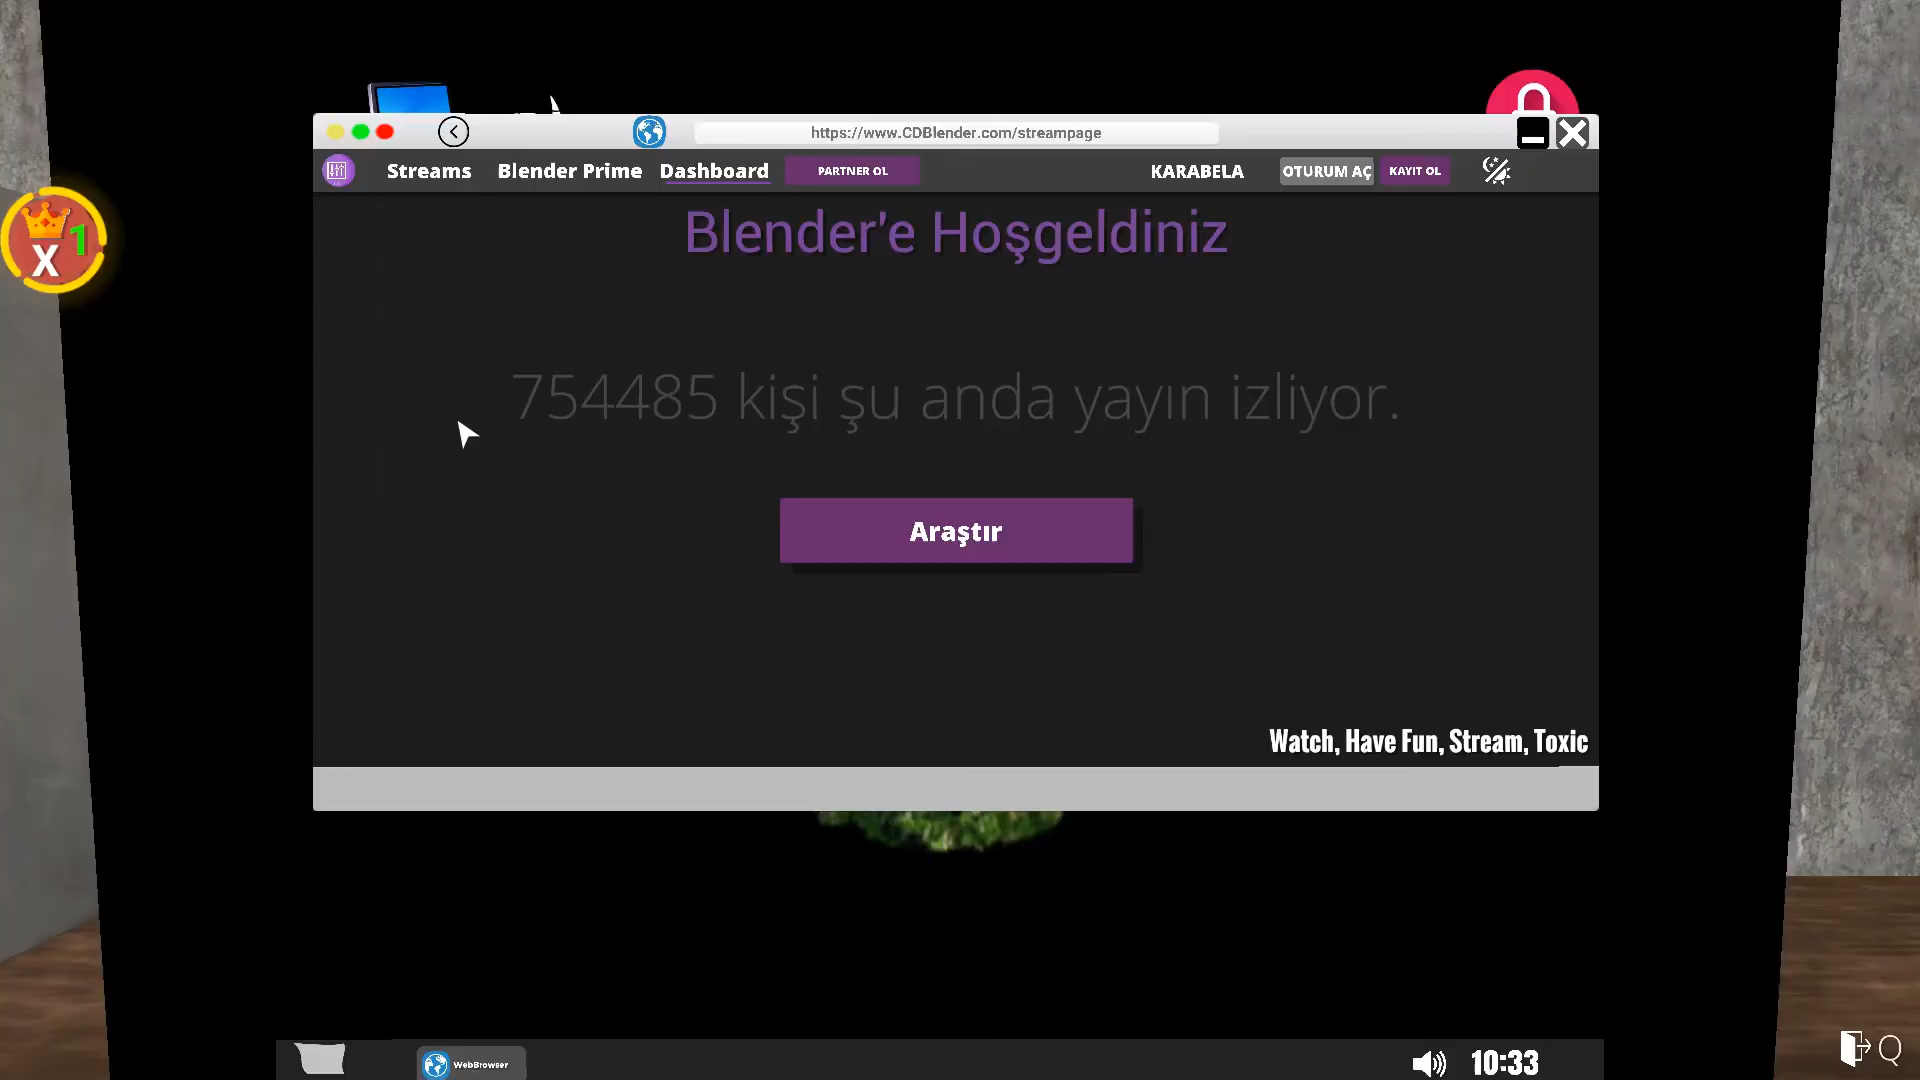 https://www.CDBlender.com/streampage
Streams Blender Prime Dashboard PARTNER OL KARABELA OTURUM AÇ KAYIT OL
Blender'e Hoşgeldiniz
X 1
754485 kişi şu anda yayın izliyor.
Araştır
Watch, Have Fun, Stream, Toxic
WebBrowser 10:33 Q